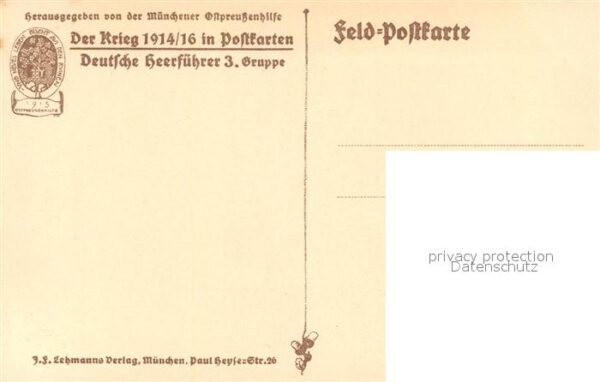 Herausgegeben von der Münchener Ostpreußenhilfe
Der Krieg 1914/16 in Postkarten
Deutsche Heerführer 3. Gruppe
Feld=Postkarte
1915
privacy protection
Datenschutz
J.F. Lehmanns Verlag, München, Paul Heyse=Str. 26